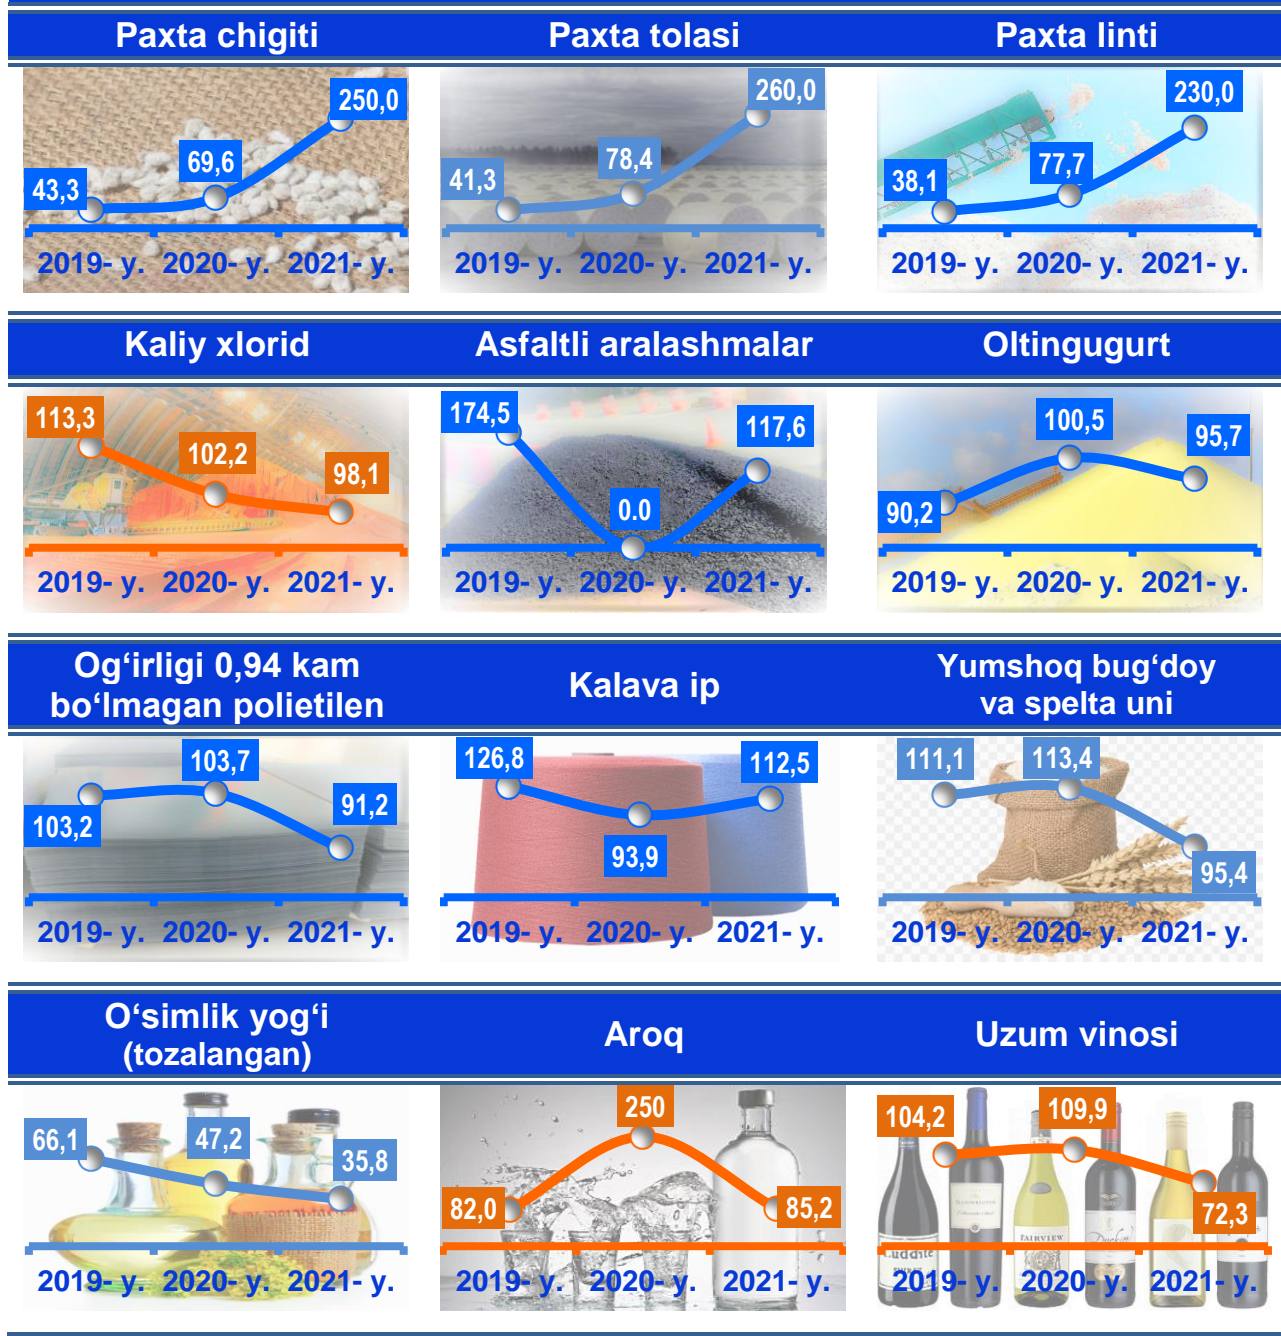 Paxta chigiti
Paxta tolasi
Paxta linti
250,0
69,6
43,3
2019- y. 2020- y. 2021- y.
260,0
78,4
41,3
2019- y. 2020- y. 2021- y.
230,0
77,7
38,1
2019- y. 2020- y. 2021- y.
Kaliy xlorid
Asfaltli aralashmalar
Oltingugurt
113,3
102,2
98,1
2019- y. 2020- y. 2021- y.
174,5
117,6
0.0
2019- y. 2020- y. 2021- y.
100,5
95,7
90,2
2019- y. 2020- y. 2021- y.
Og‘irligi 0,94 kam
bo‘lmagan polietilen
Kalava ip
Yumshoq bug‘doy
va spelta uni
103,7
91,2
103,2
2019- y. 2020- y. 2021- y.
126,8
112,5
93,9
2019- y. 2020- y. 2021- y.
111,1
113,4
95,4
2019- y. 2020- y. 2021- y.
O‘simlik yog‘i
(tozalangan)
Aroq
Uzum vinosi
66,1
47,2
35,8
2019- y. 2020- y. 2021- y.
250
82,0
85,2
2019- y. 2020- y. 2021- y.
104,2
109,9
72,3
FAIRVIEW
2019- y. 2020- y. 2021- y.